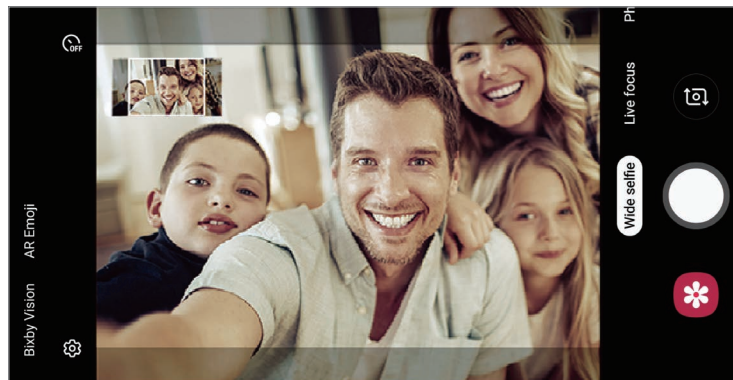 Bixby Vision
AR Emoji
OFF
Wide selfie
Live focus
Ph